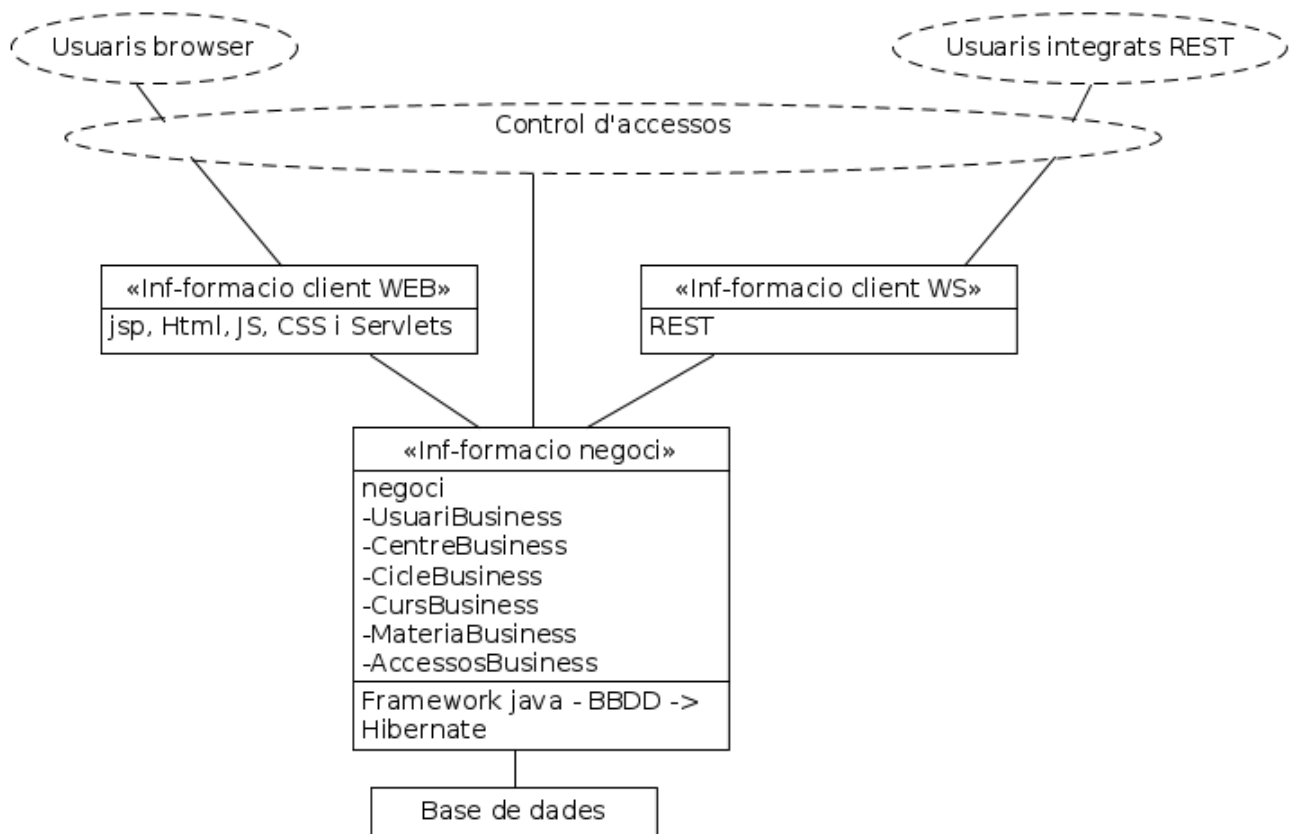 Usuaris browser
Usuaris integrats REST
Control d'accessos
«Inf-formacio client WEB»
jsp, Html, JS, CSS i Servlets
«Inf-formacio client WS»
REST
«Inf-formacio negoci»
negoci
-UsuariBusiness
-CentreBusiness
-CicleBusiness
-CursBusiness
-MateriaBusiness
-AccessosBusiness
Framework java - BBDD ->
Hibernate
Base de dades